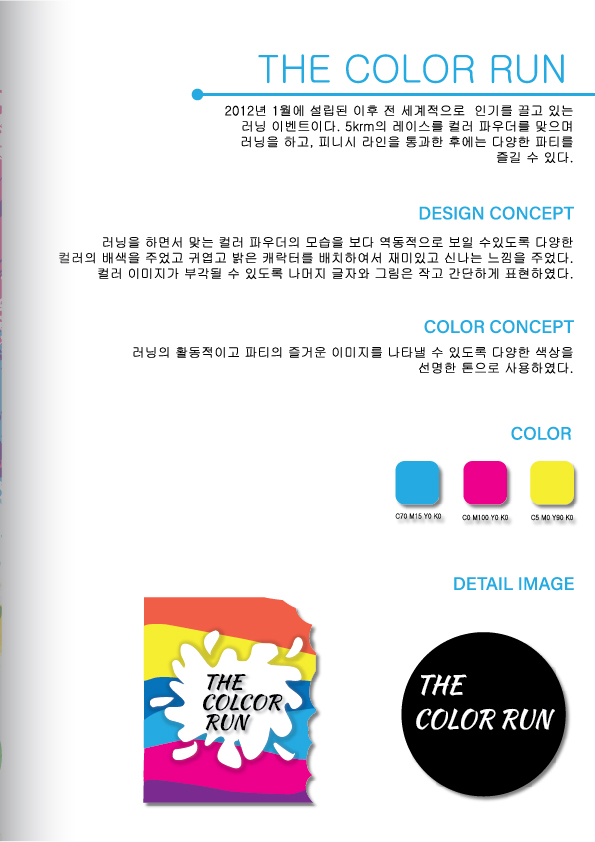 THE COLOR RUN
2012년 1월에 설립된 이후 전 세계적으로 인기를 끌고 있는
러닝 이벤트이다. 5krm의 레이스를 컬러 파우더를 맞으며
러닝을 하고, 피니시 라인을 통과한 후에는 다양한 파티를
즐길 수 있다.
DESIGN CONCEPT
러닝을 하면서 맞는 컬러 파우더의 모습을 보다 역동적으로 보일 수있도록 다양한
컬러의 배색을 주었고 귀엽고 밝은 캐락터를 배치하여서 재미있고 신나는 느낌을 주었다.
컬러 이미지가 부각될 수 있도록 나머지 글자와 그림은 작고 간단하게 표현하였다.
COLOR CONCEPT
러닝의 활동적이고 파티의 즐거운 이미지를 나타낼 수 있도록 다양한 색상을
선명한 톤으로 사용하였다.
COLOR
C70 M15 Y0 K0 C0 M100 Y0 K0 C5 M0 Y90 K0
DETAIL IMAGE
THE
COLCOR
RUN
THE
COLOR RUN